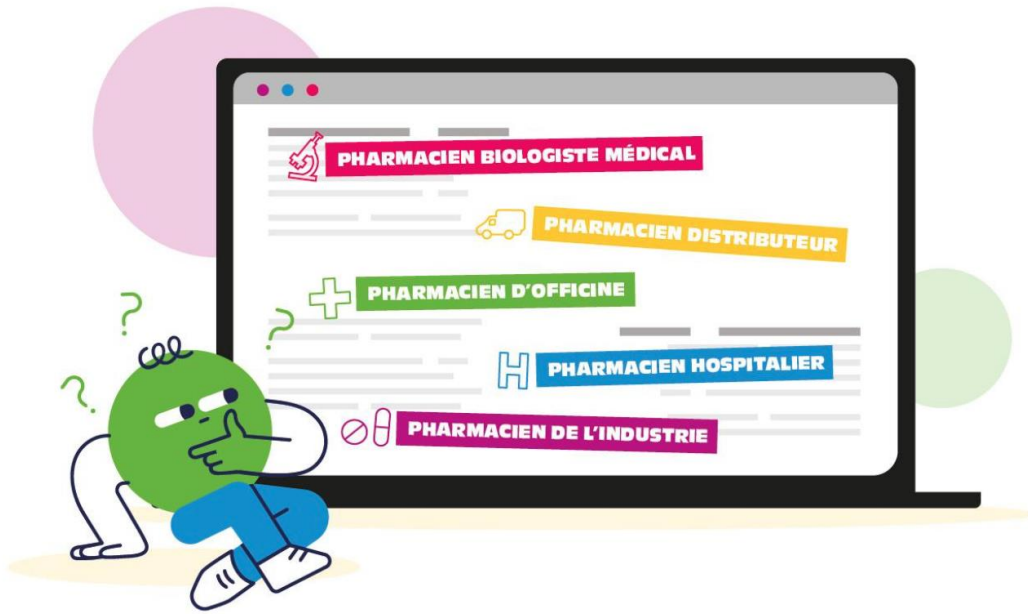 PHARMACIEN BIOLOGISTE MÉDICAL
PHARMACIEN DISTRIBUTEUR
PHARMACIEN D'OFFICINE
PHARMACIEN HOSPITALIER
PHARMACIEN DE L'INDUSTRIE